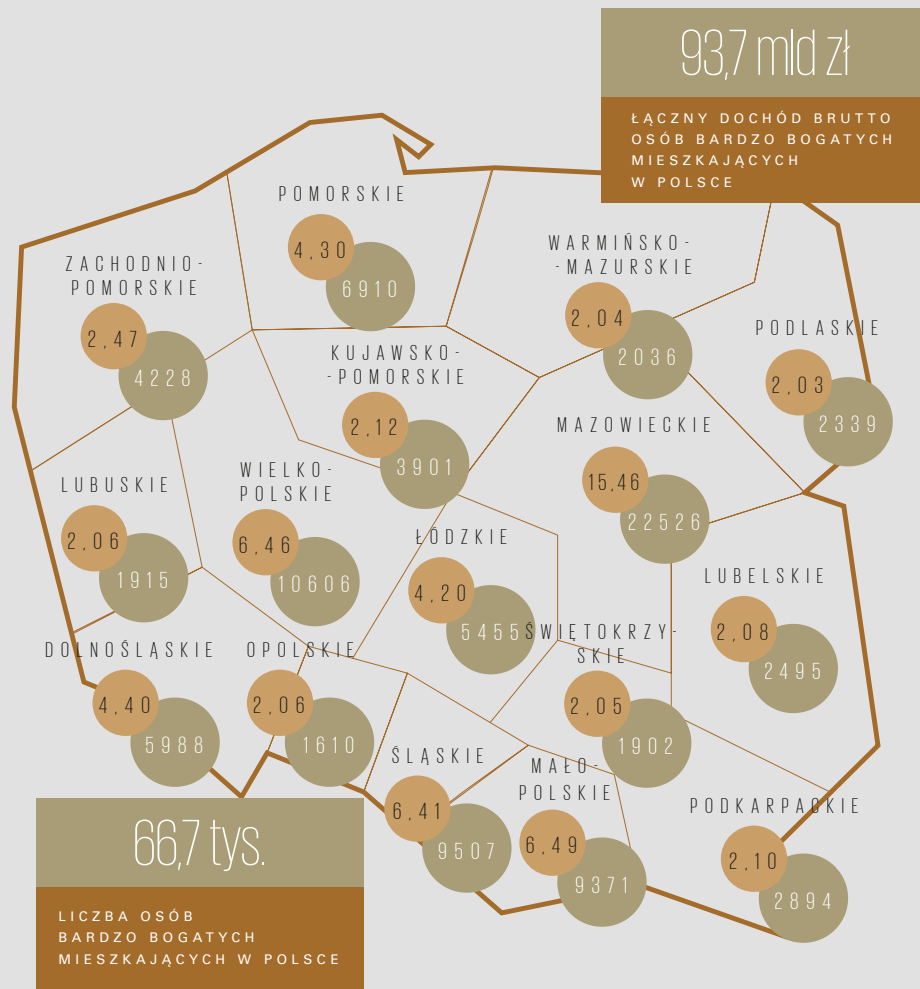 93,7 mld zł
ŁĄCZNY DOCHÓD BRUTTO
OSÓB BARDZO BOGATYCH
MIESZKAJĄCYCH
W POLSCE
POMORSKIE
4,30
6910
WARMIŃSKO-
-MAZURSKIE
2,04
2036
ZACHODNIO-
POMORSKIE
2,47
4228
PODLASKIE
2,03
2339
KUJAWSKO-
-POMORSKIE
2,12
3901
MAZOWIECKIE
15,46
22526
WIELKO-
POLSKIE
6,46
10606
LUBUSKIE
2,06
1915
ŁÓDZKIE
4,20
5455
LUBELSKIE
2,08
2495
ŚWIĘTOKRZY-
SKIE
2,05
1902
DOLNOŚLĄSKIE
4,40
5988
OPOLSKIE
2,06
1610
ŚLĄSKIE
6,41
9507
MAŁO-
POLSKIE
6,49
9371
PODKARPACKIE
2,10
2894
66,7 tys.
LICZBA OSÓB
BARDZO BOGATYCH
MIESZKAJĄCYCH W POLSCE